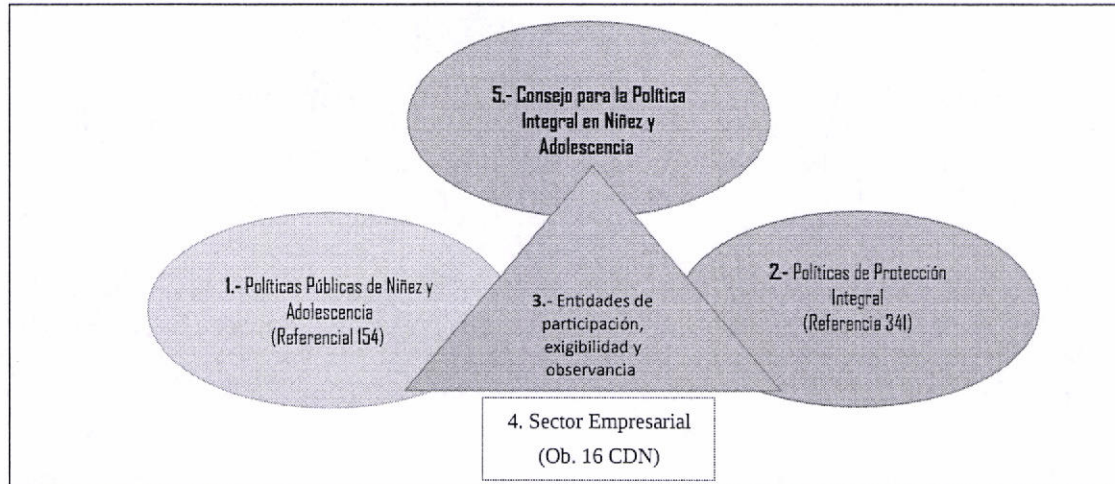 5.- Consejo para la Política
Integral en Niñez y
Adolescencia
1.- Políticas Públicas de Niñez y
Adolescencia
(Referencial 154)
2.- Políticas de Protección
Integral
(Referencia 341)
3.- Entidades de
participación,
exigibilidad y
observancia
4. Sector Empresarial
(Ob. 16 CDN)